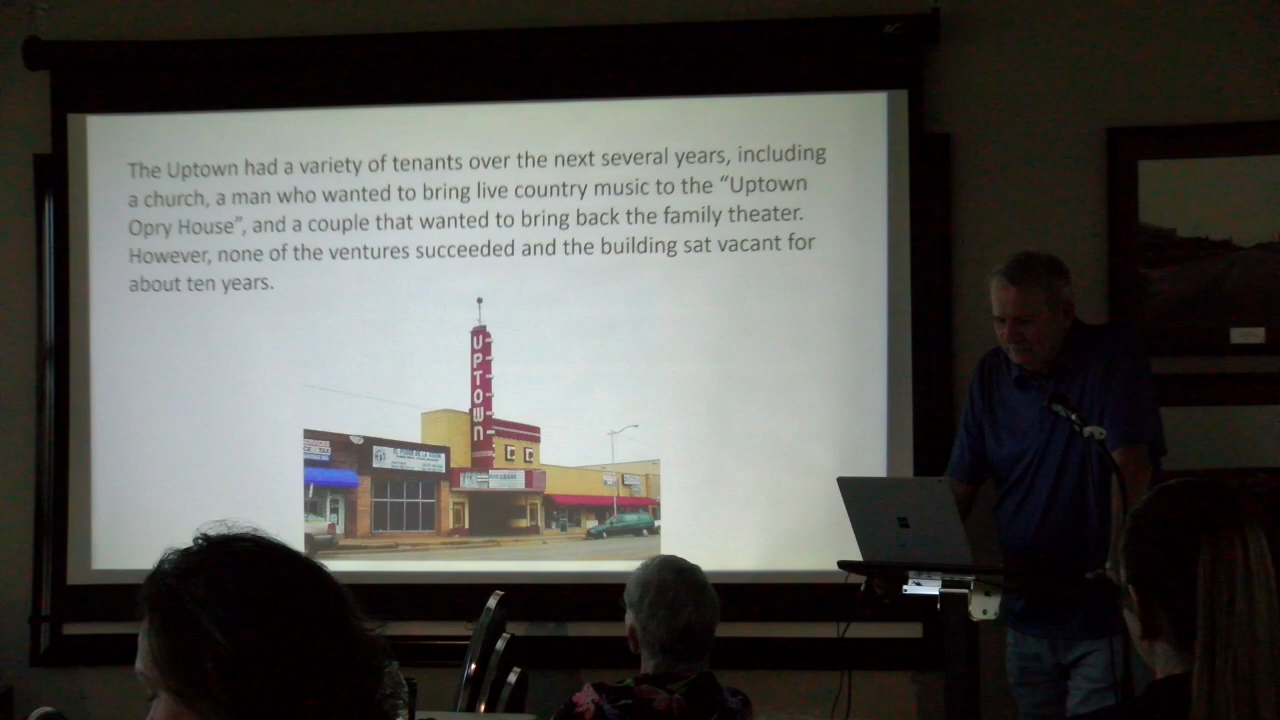 The Uptown had a variety of tenants over the next several years, including
a church, a man who wanted to bring live country music to the “Uptown
Opry House”, and a couple that wanted to bring back the family theater.
However, none of the ventures succeeded and the building sat vacant for
about ten years.
UPTOWN